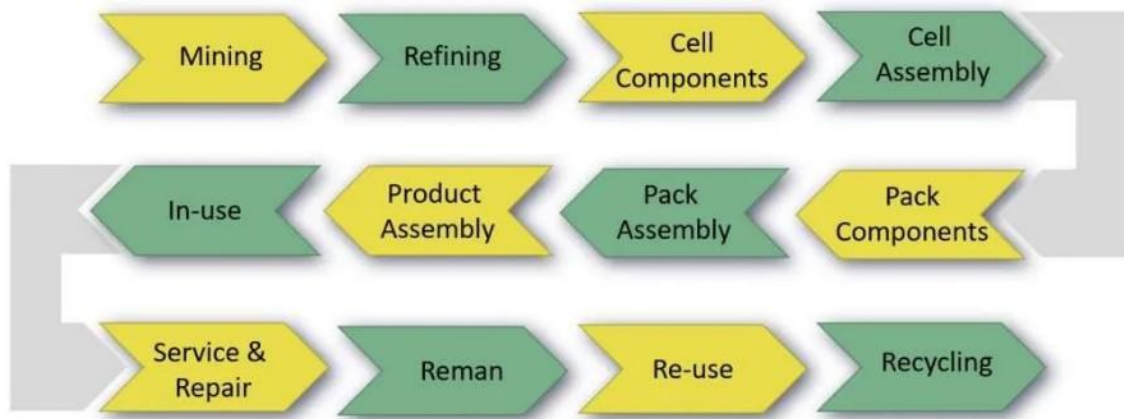 Mining
Refining
Cell
Components
Cell
Assembly
Pack
Components
Pack
Assembly
Product
Assembly
In-use
Service &
Repair
Reman
Re-use
Recycling